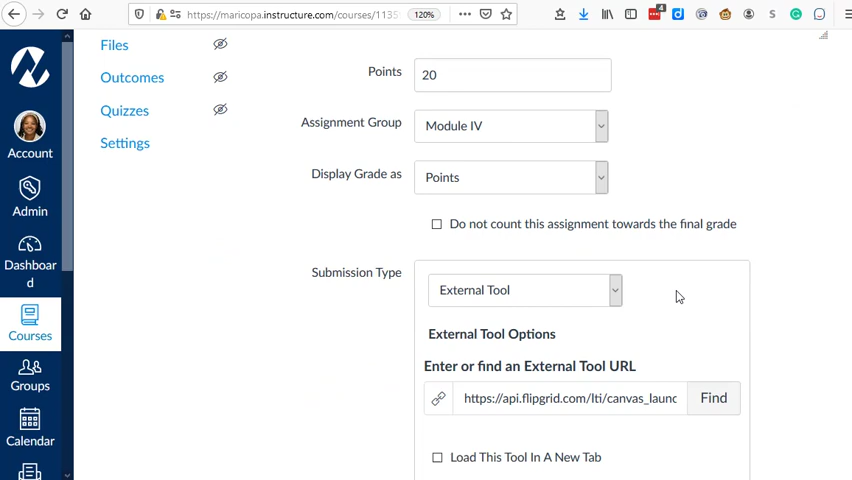 https://maricopa.instructure.com/courses/1135
120%
4
Files
Outcomes
Quizzes
Settings
Account
Admin
Dashboar
d
Courses
Groups
Calendar
Points
20
Assignment Group
Module IV
Display Grade as
Points
Do not count this assignment towards the final grade
Submission Type
External Tool
External Tool Options
Enter or find an External Tool URL
https://api.flipgrid.com/lti/canvas_launc
Find
Load This Tool In A New Tab